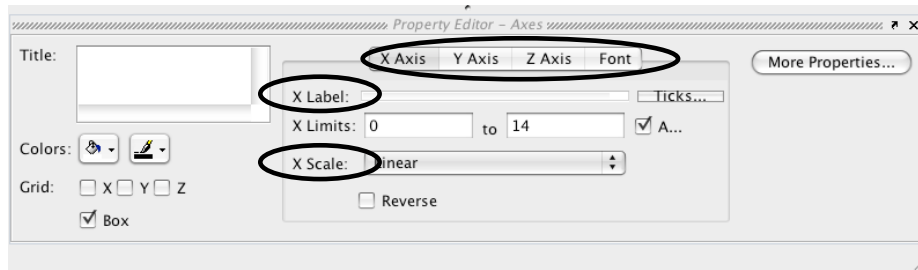 Property Editor - Axes
Title:
X Axis Y Axis Z Axis Font
More Properties...
X Label:
Ticks...
X Limits: 0 to 14 A...
Colors:
X Scale: Linear
Grid: X Y Z
Reverse
Box